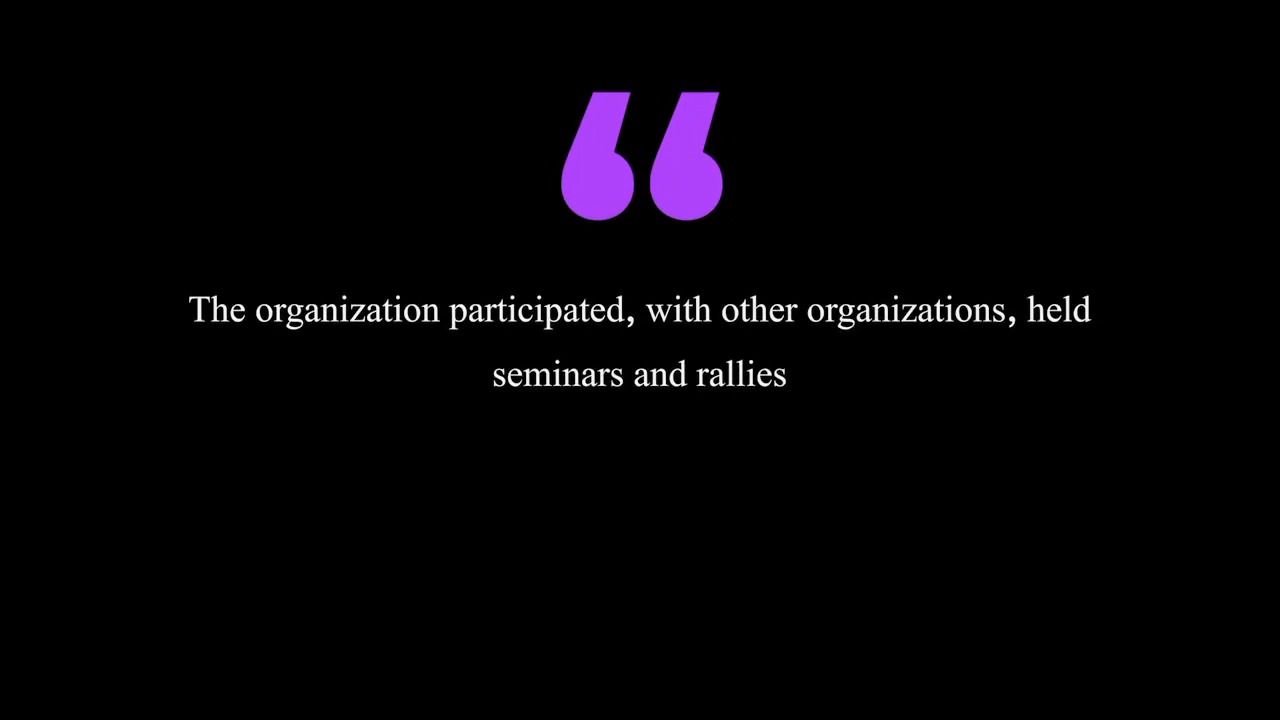 The organization participated, with other organizations, held
seminars and rallies